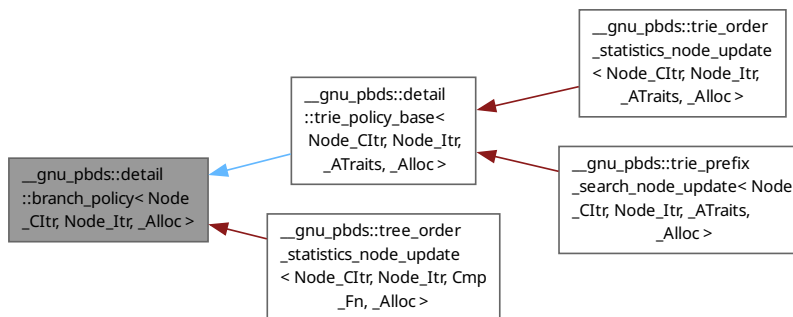 __gnu_pbds::detail
::branch_policy< Node
_CItr, Node_Itr, _Alloc >
__gnu_pbds::detail
::trie_policy_base<
Node_CItr, Node_Itr,
_ATraits, _Alloc >
__gnu_pbds::tree_order
_statistics_node_update
< Node_CItr, Node_Itr, Cmp
_Fn, _Alloc >
__gnu_pbds::trie_order
_statistics_node_update
< Node_CItr, Node_Itr,
_ATraits, _Alloc >
__gnu_pbds::trie_prefix
_search_node_update< Node
_CItr, Node_Itr, _ATraits,
_Alloc >